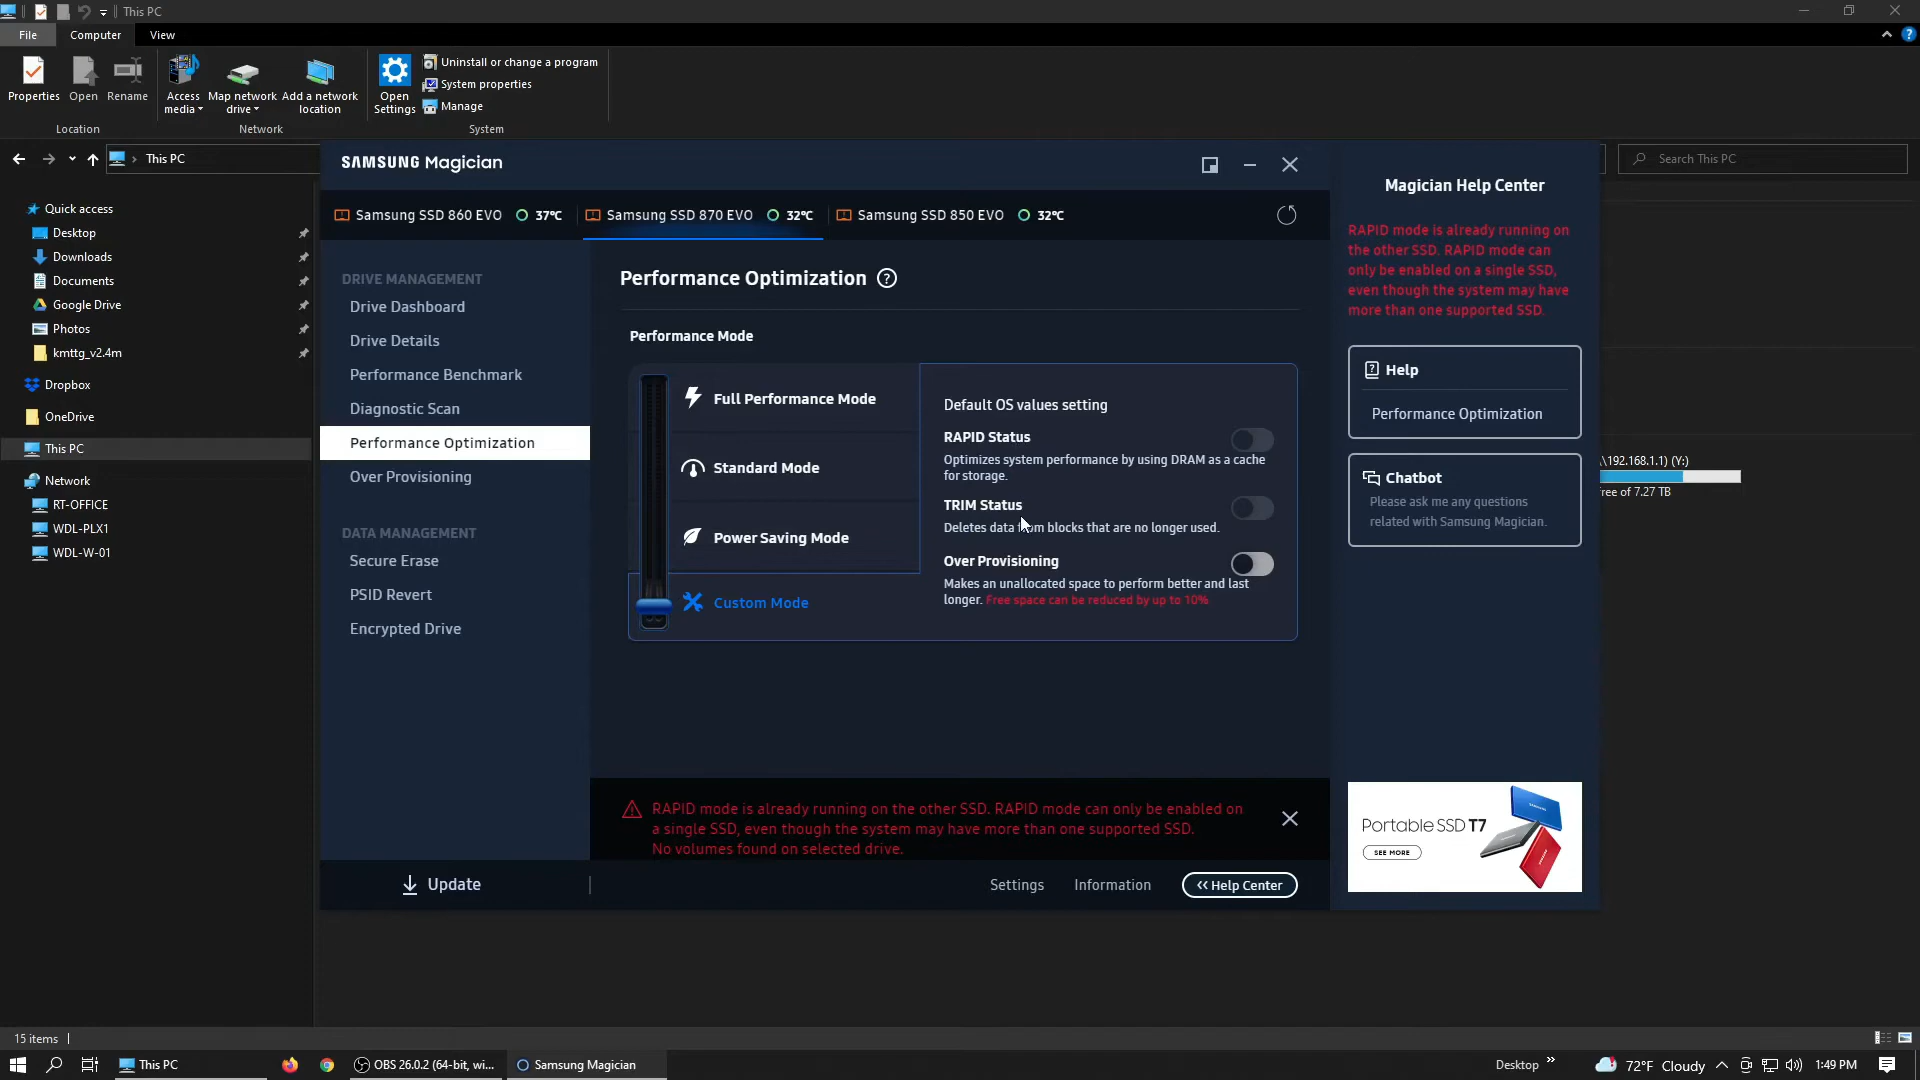 This PC
File
Computer
View
Properties
Open
Rename
Access
media
Map network
drive
Add a network
location
Open
Settings
Uninstall or change a program
System properties
Manage
Location
Network
System
This PC
Search This PC
Quick access
Desktop
Downloads
Documents
Google Drive
Photos
kmttg_v2.4m
Dropbox
OneDrive
This PC
Network
RT-OFFICE
WDL-PLX1
WDL-W-01
SAMSUNG Magician
Samsung SSD 860 EVO 37℃
Samsung SSD 870 EVO 32℃
Samsung SSD 850 EVO 32℃
DRIVE MANAGEMENT
Drive Dashboard
Drive Details
Performance Benchmark
Diagnostic Scan
Performance Optimization
Over Provisioning
DATA MANAGEMENT
Secure Erase
PSID Revert
Encrypted Drive
Performance Optimization ?
Performance Mode
Full Performance Mode
Standard Mode
Power Saving Mode
Custom Mode
Default OS values setting
RAPID Status
Optimizes system performance by using DRAM as a cache
for storage.
TRIM Status
Deletes data from blocks that are no longer used.
Over Provisioning
Makes an unallocated space to perform better and last
longer. Free space can be reduced by up to 10%
RAPID mode is already running on the other SSD. RAPID mode can only be enabled on
a single SSD, even though the system may have more than one supported SSD.
No volumes found on selected drive.
Update
Settings
Information
Help Center
Magician Help Center
RAPID mode is already running on
the other SSD. RAPID mode can
only be enabled on a single SSD,
even though the system may have
more than one supported SSD.
Help
Performance Optimization
Chatbot
Please ask me any questions
related with Samsung Magician.
Portable SSD T7
SEE MORE
\\192.168.1.1) (Y:)
free of 7.27 TB
15 items
This PC
OBS 26.0.2 (64-bit, wi...
Samsung Magician
Desktop
72°F Cloudy
1:49 PM